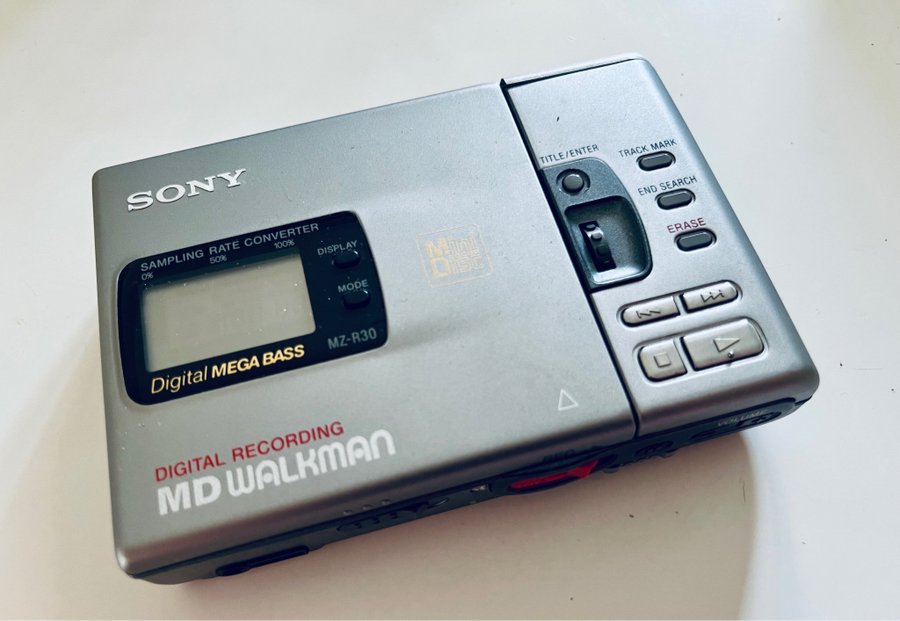 SONY
SAMPLING RATE CONVERTER
0% 50% 100%
DISPLAY
MODE
MZ-R30
Digital MEGA BASS
DIGITAL RECORDING
MD WALKMAN
TITLE/ENTER
TRACK MARK
END SEARCH
ERASE
REC
VOLUME